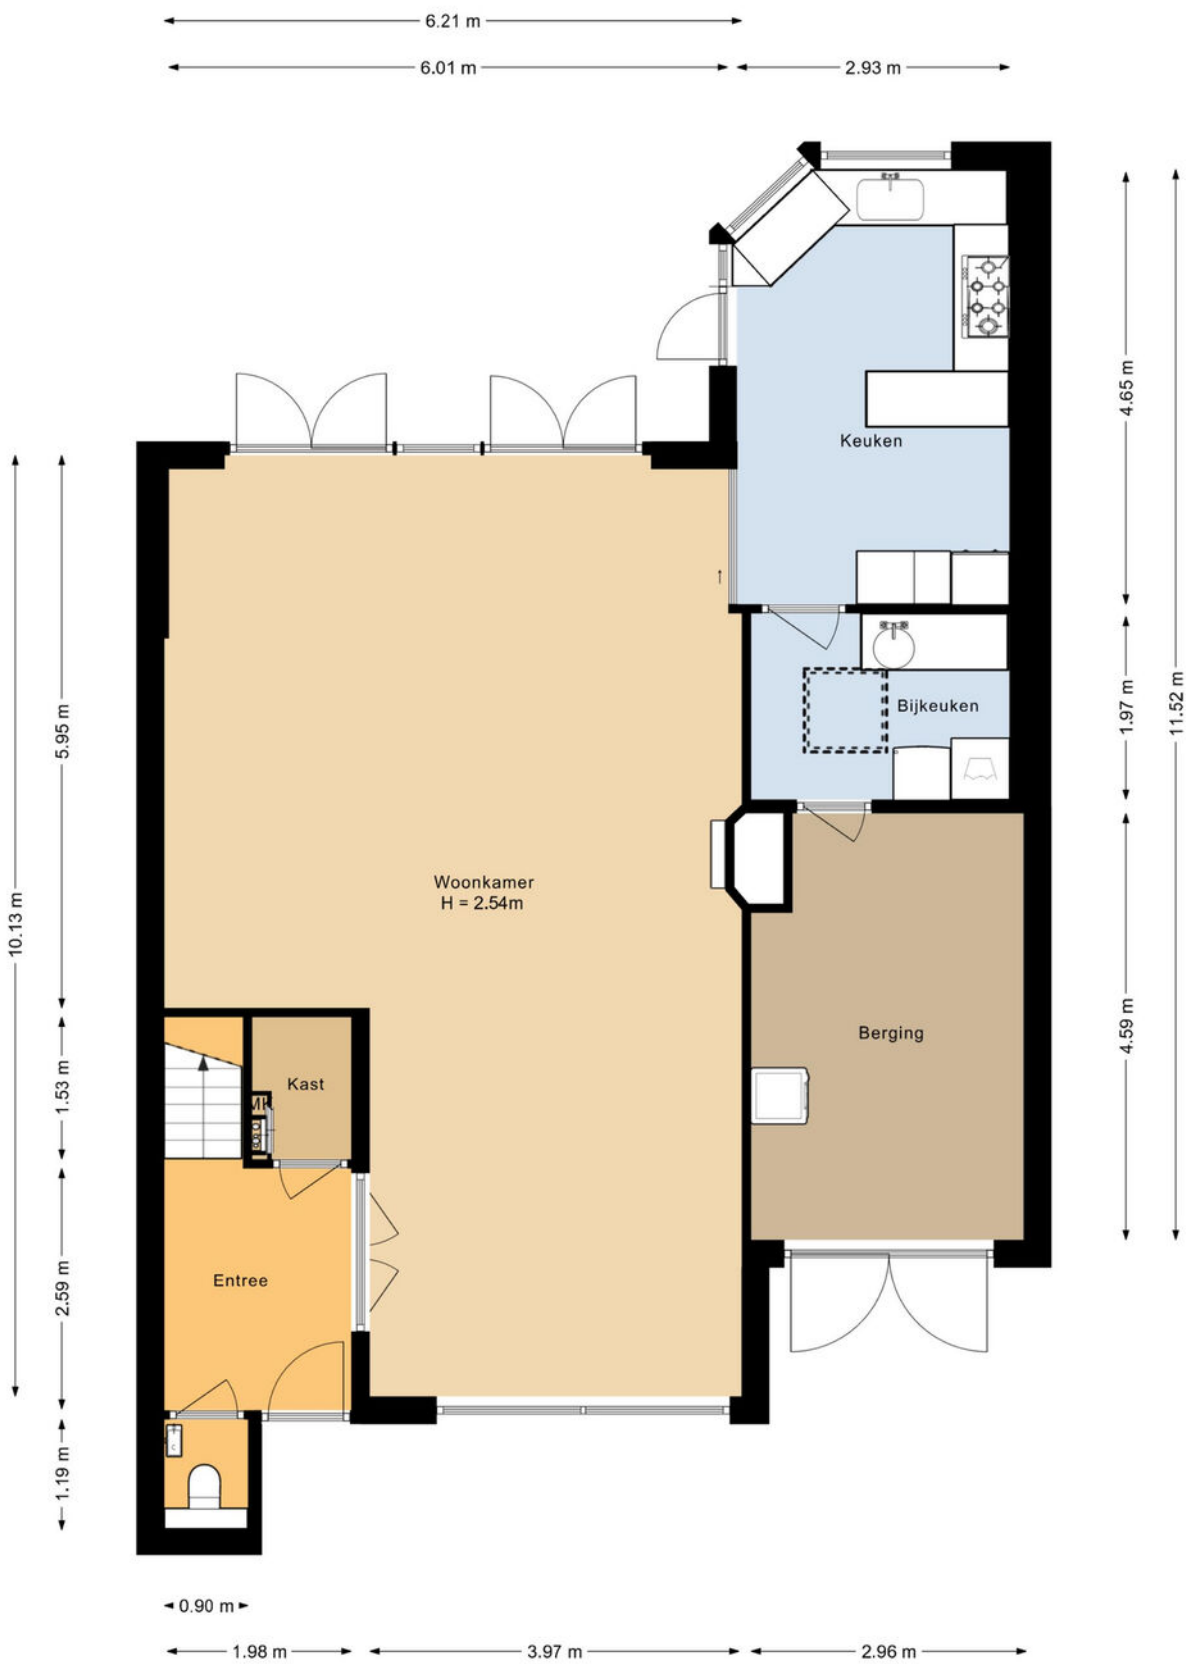 6.21 m
6.01 m
2.93 m
4.65 m
Keuken
11.52 m
1.97 m
Bijkeuken
5.95 m
10.13 m
Woonkamer
H = 2.54m
4.59 m
Berging
1.53 m
Kast
MK
2.59 m
Entree
1.19 m
0.90 m
1.98 m
3.97 m
2.96 m